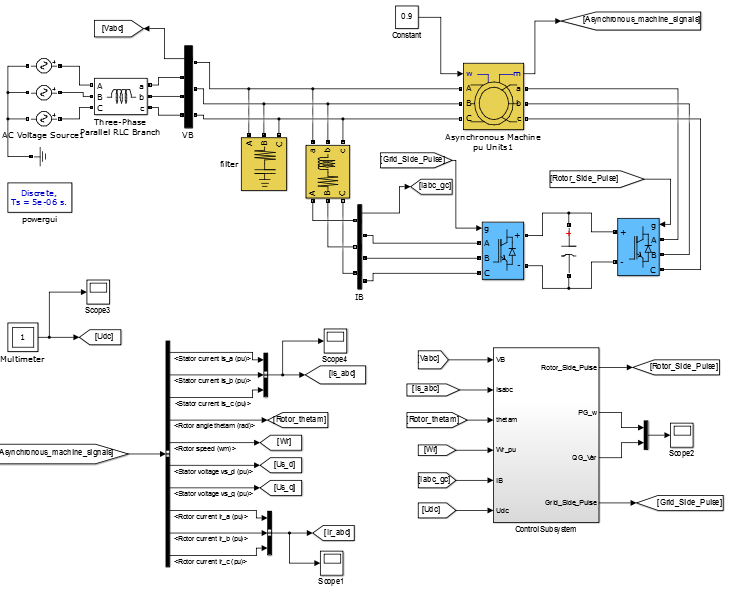 0.9
Constant
[Asynchronous_machine_signals]
[Vabc]
w
m
A
B
C
a
b
c
A
B
C
a
b
c
AC Voltage Source1
Three-Phase
Parallel RLC Branch
VB
Asynchronous Machine
pu Units1
A
B
C
filter
a
b
c
A
B
C
[Grid_Side_Pulse]
[Iabc_gc]
[Rotor_Side_Pulse]
Discrete,
Ts = 5e-06 s.
powergui
g
A
B
C
+
-
+
+
-
g
A
B
C
IB
Scope3
1
Multimeter
[Udc]
Scope4
<Stator current is_a (pu)>
<Stator current is_b (pu)>
<Stator current is_c (pu)>
<Rotor angle thetam (rad)>
<Rotor speed (wm)>
<Stator voltage vs_d (pu)>
<Stator voltage vs_q (pu)>
<Rotor current ir_a (pu)>
<Rotor current ir_b (pu)>
<Rotor current ir_c (pu)>
[Is_abc]
[Rotor_thetam]
[Wr]
[Us_d]
[Us_q]
[Ir_abc]
Scope1
Asynchronous_machine_signals]
[Vabc]
[Is_abc]
[Rotor_thetam]
[Wr]
[Iabc_gc]
[Udc]
VB
Isabc
thetam
Wr_pu
IB
Udc
Rotor_Side_Pulse
PG_w
QG_Var
Grid_Side_Pulse
Control Subsystem
[Rotor_Side_Pulse]
Scope2
[Grid_Side_Pulse]